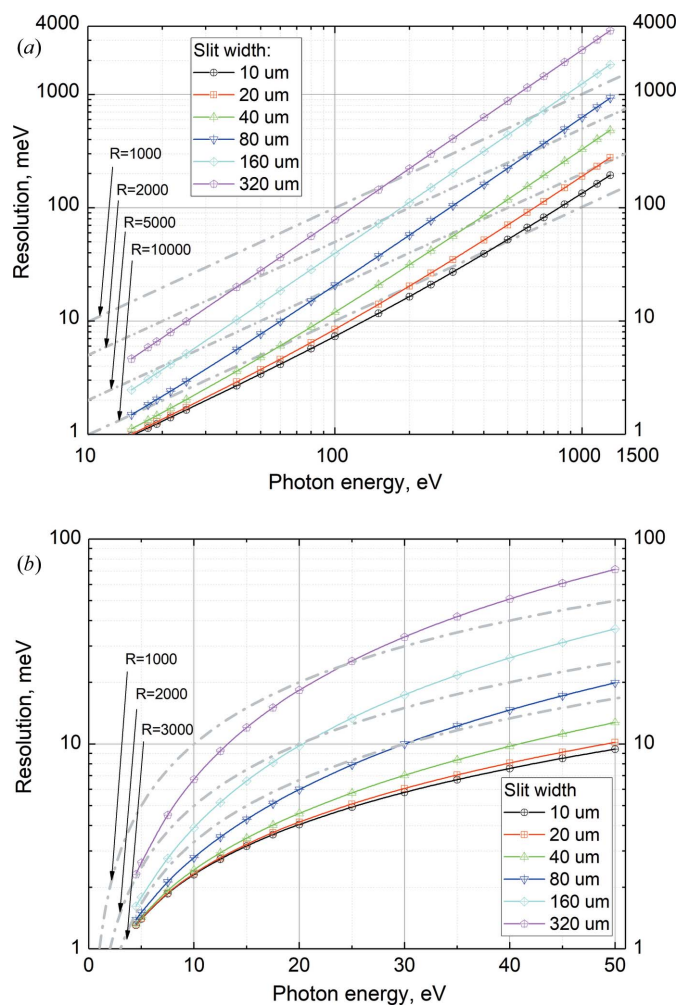 (a)
4000
1000
100
10
1
Resolution, meV
Slit width:
10 um
20 um
40 um
80 um
160 um
320 um
R=1000
R=2000
R=5000
R=10000
4000
1000
100
10
1
10
100
1000
1500
Photon energy, eV
(b)
100
10
1
Resolution, meV
R=1000
R=2000
R=3000
Slit width
10 um
20 um
40 um
80 um
160 um
320 um
100
10
1
0
10
20
30
40
50
Photon energy, eV